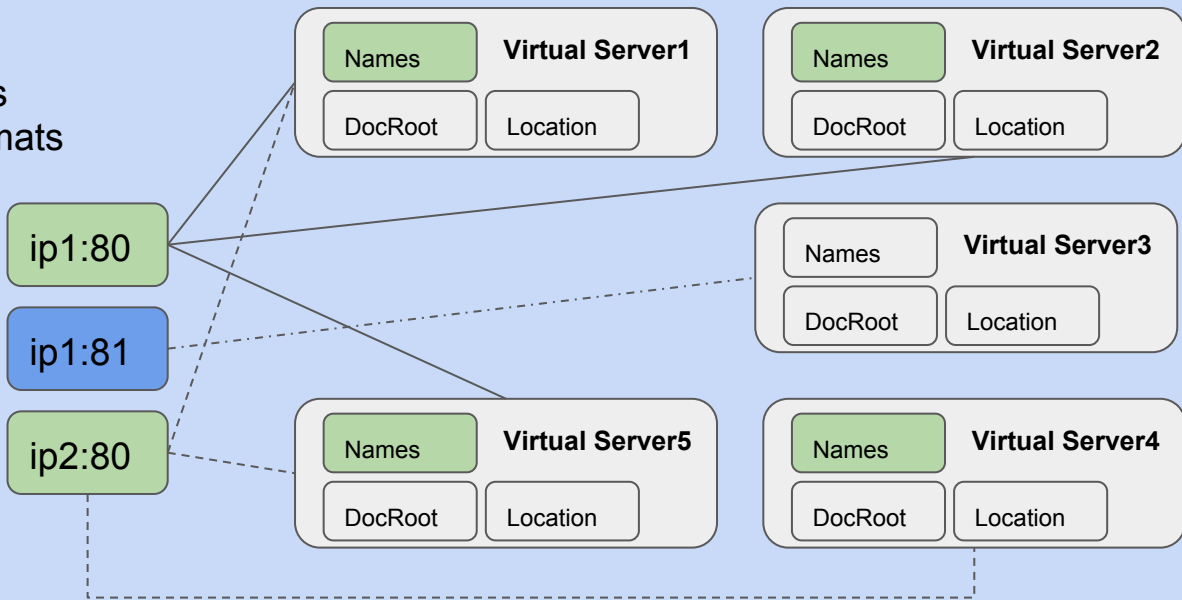 Names Virtual Server1
DocRoot Location
Names Virtual Server2
DocRoot Location
ip1:80
ip1:81
ip2:80
Names Virtual Server3
DocRoot Location
Names Virtual Server5
DocRoot Location
Names Virtual Server4
DocRoot Location